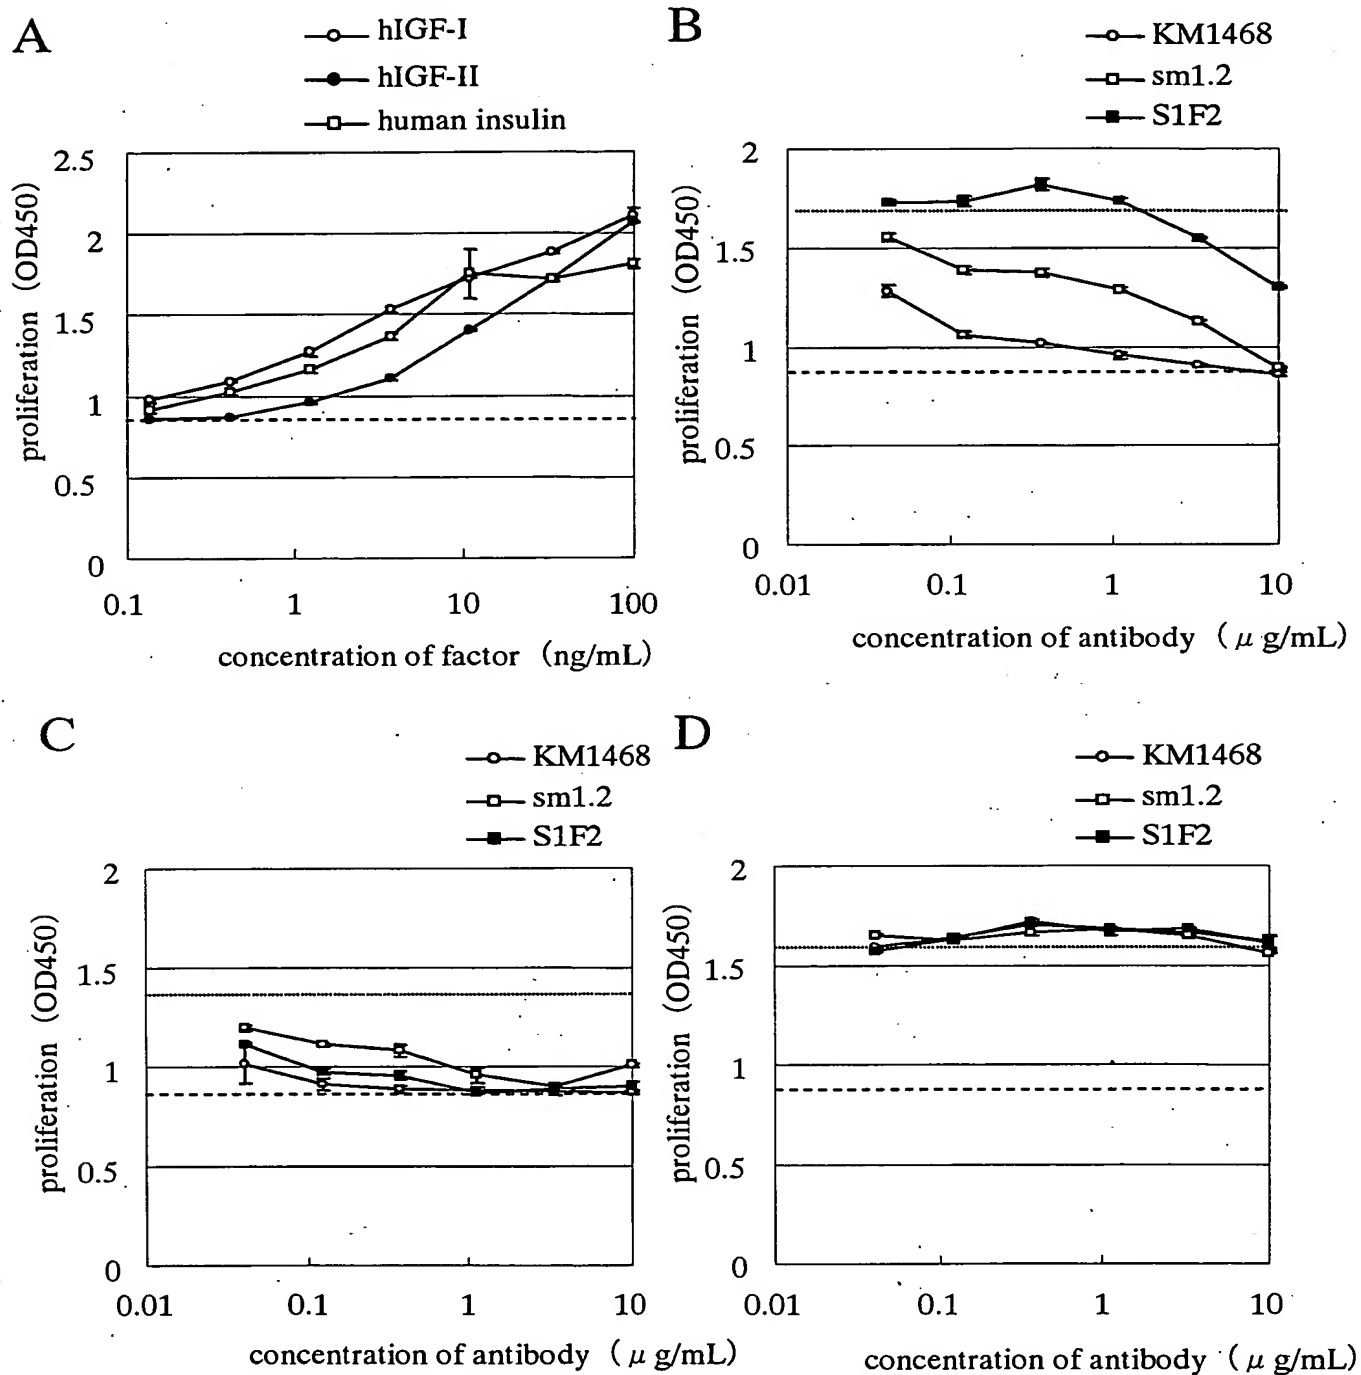 A
hIGF-I
hIGF-II
human insulin
proliferation (OD450)
2.5
2
1.5
1
0.5
0
0.1 1 10 100
concentration of factor (ng/mL)
B
KM1468
sm1.2
S1F2
proliferation (OD450)
2
1.5
1
0.5
0
0.01 0.1 1 10
concentration of antibody (μ g/mL)
C
KM1468
sm1.2
S1F2
proliferation (OD450)
2
1.5
1
0.5
0
0.01 0.1 1 10
concentration of antibody (μ g/mL)
D
KM1468
sm1.2
S1F2
proliferation (OD450)
2
1.5
1
0.5
0
0.01 0.1 1 10
concentration of antibody (μ g/mL)